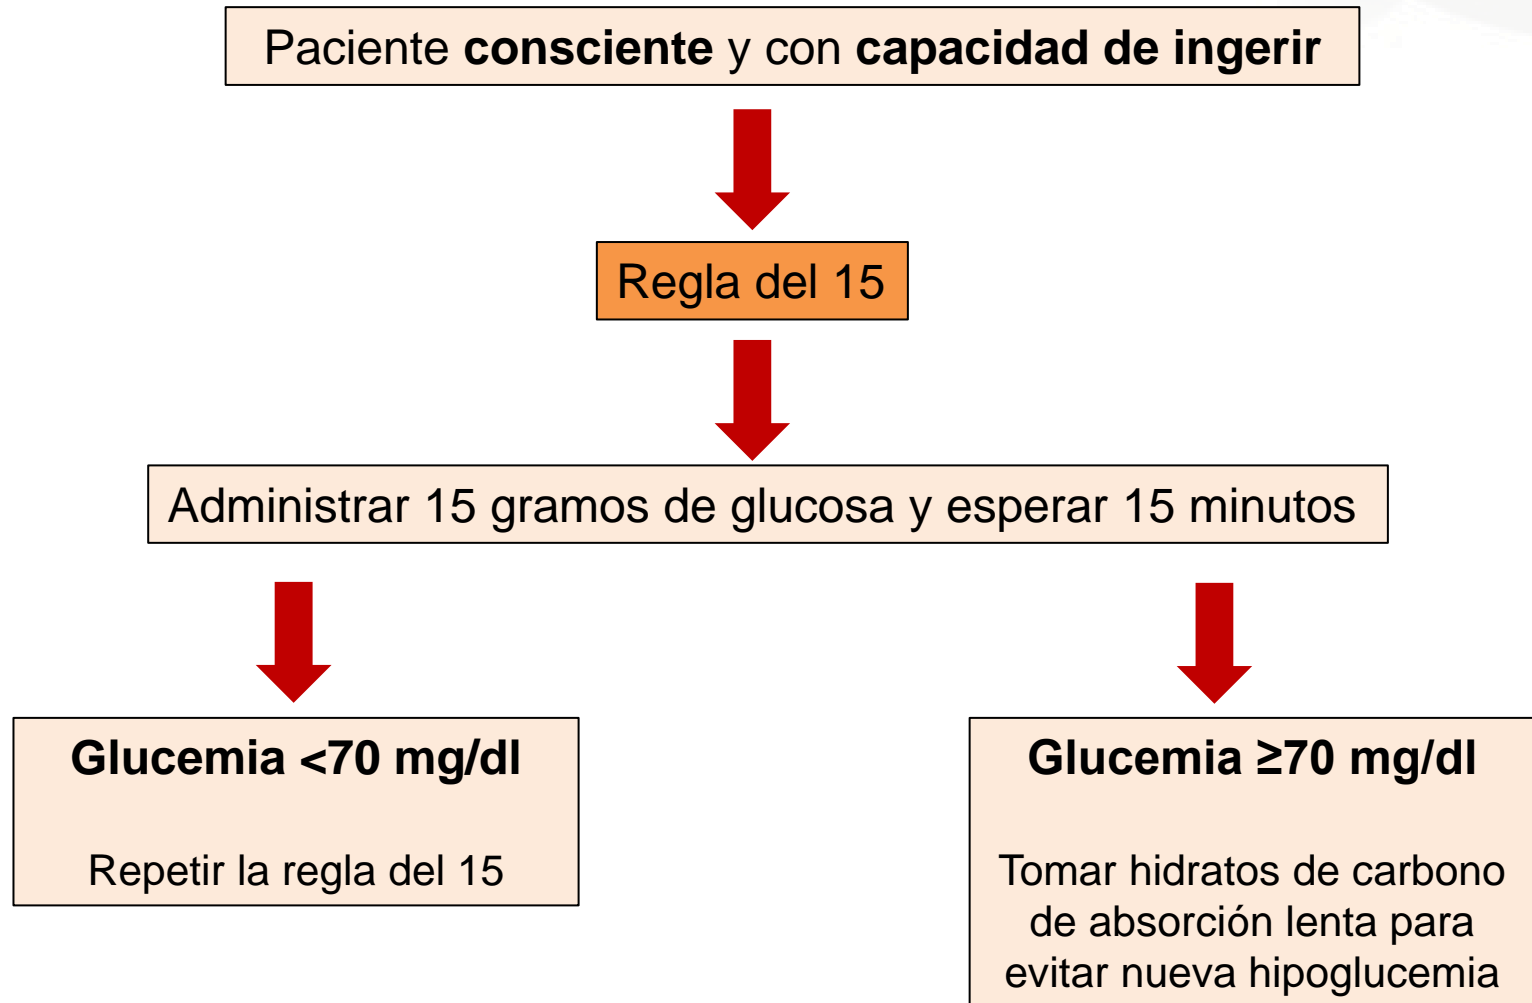 Paciente consciente y con capacidad de ingerir
Regla del 15
Administrar 15 gramos de glucosa y esperar 15 minutos
Glucemia <70 mg/dl
Repetir la regla del 15
Glucemia ≥70 mg/dl
Tomar hidratos de carbono
de absorción lenta para
evitar nueva hipoglucemia